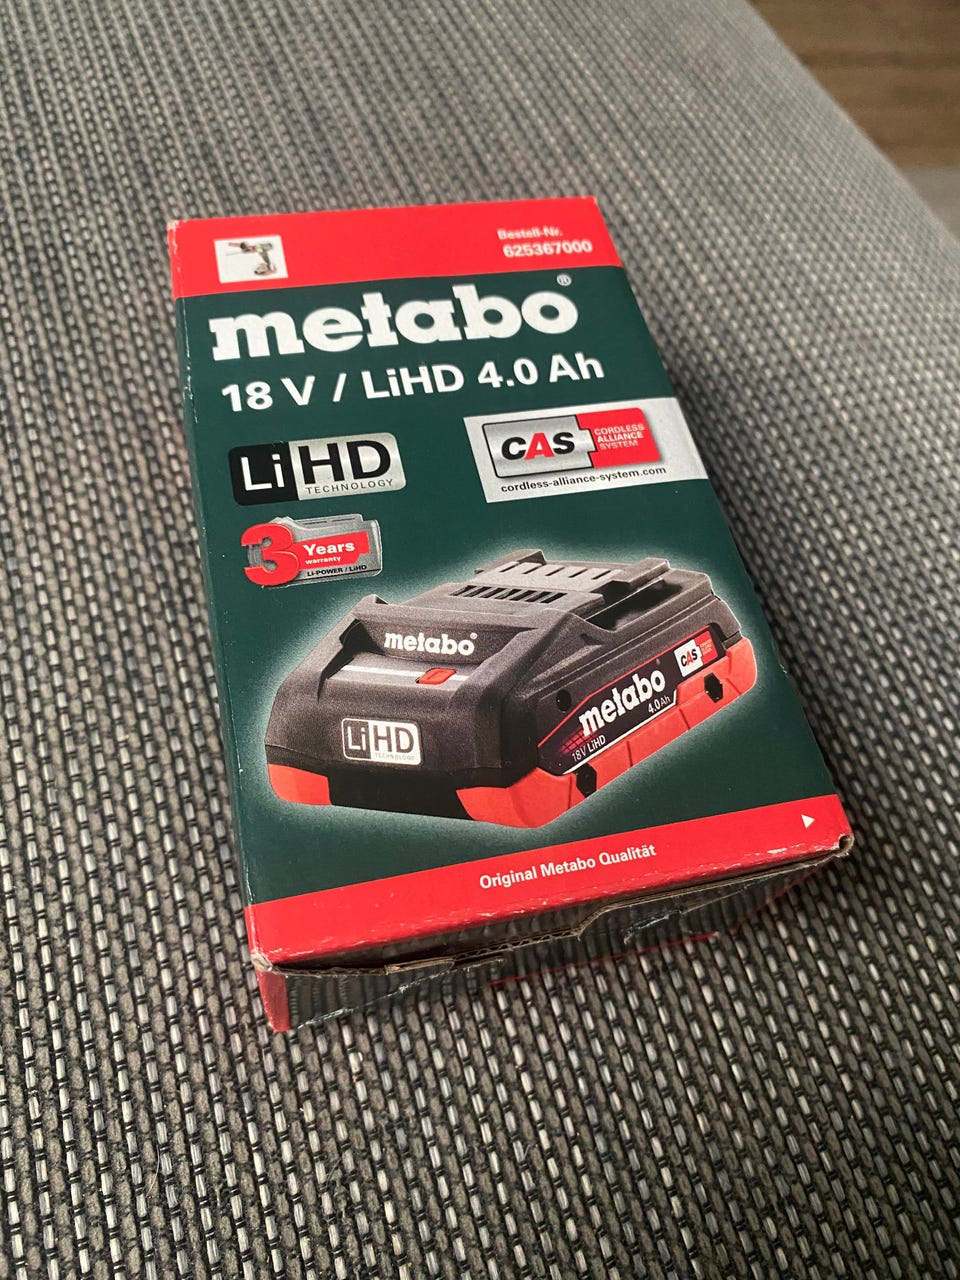 Bestell-Nr.
625367000
metabo®
18 V / LiHD 4.0 Ah
LiHD
TECHNOLOGY
CAS
CORDLESS
ALLIANCE
SYSTEM
cordless-alliance-system.com
3 Years
warranty
Li-POWER / LiHD
metabo®
LiHD
TECHNOLOGY
metabo®
18V LiHD 4.0Ah
CAS
Original Metabo Qualität